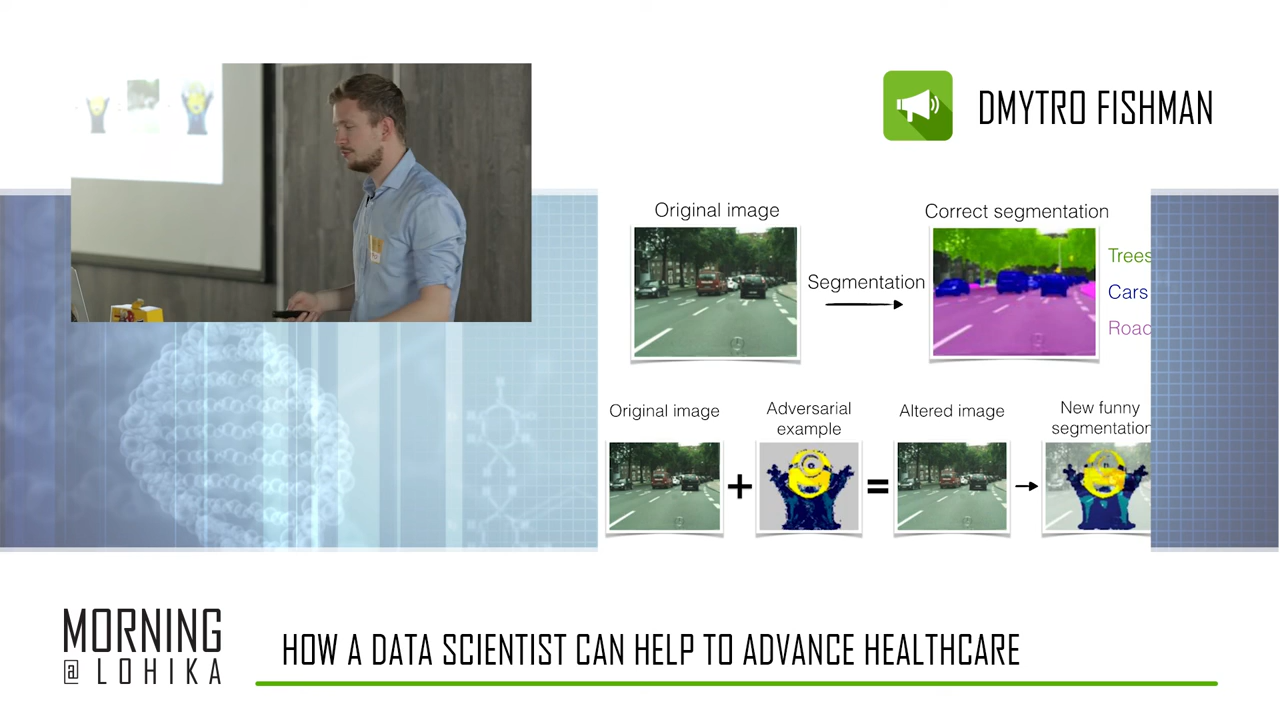 DMYTRO FISHMAN
Original image
Correct segmentation
Segmentation
Trees
Cars
Road
Original image
+
Adversarial
example
=
Altered image
New funny
segmentation
MORNING
@ LOHIKA
HOW A DATA SCIENTIST CAN HELP TO ADVANCE HEALTHCARE